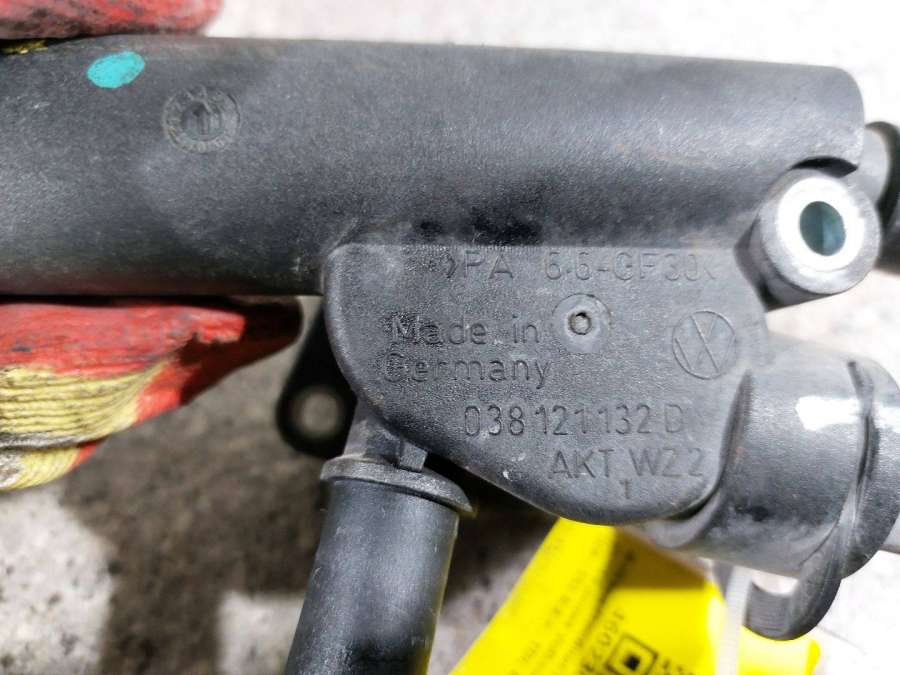 >PA 6.6-GF30<
Made in
Germany
038 121 132 D
AKT WZ2
1